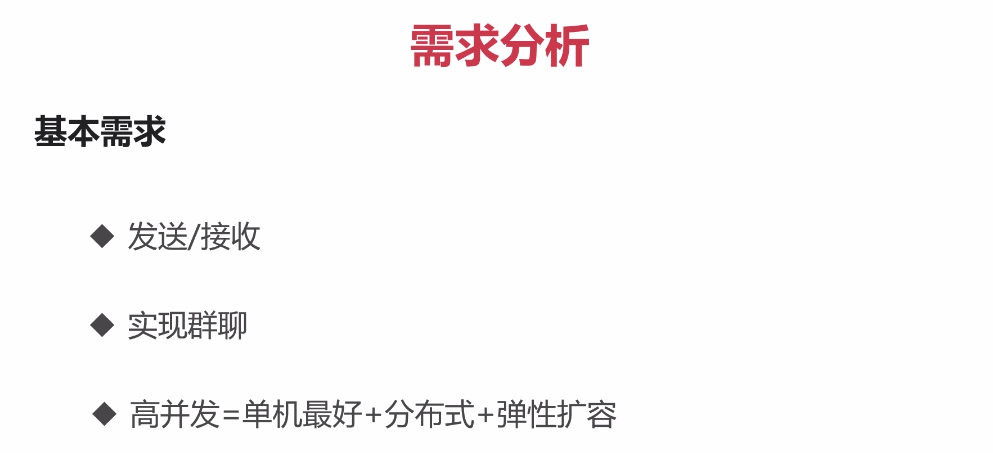 需求分析
基本需求
◆ 发送/接收
◆ 实现群聊
◆ 高并发=单机最好+分布式+弹性扩容